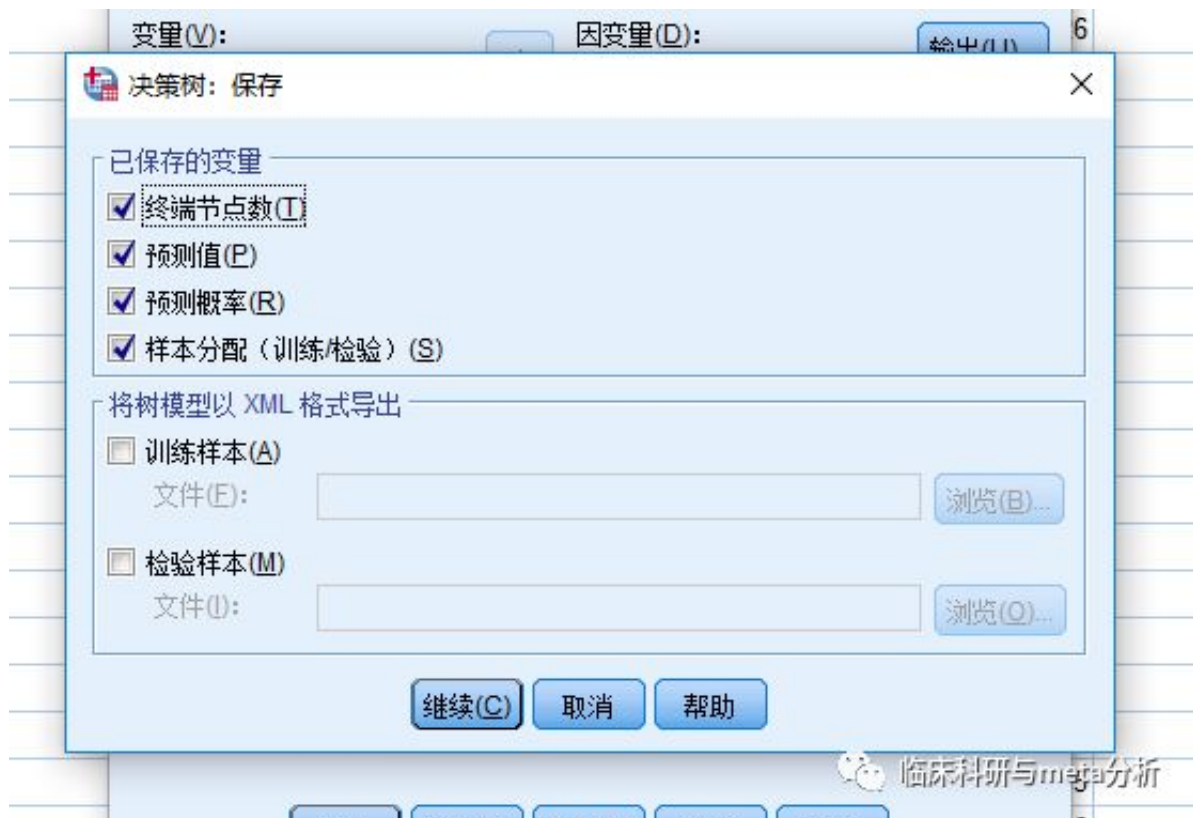 变量(V):
因变量(D):
输出(U)...
6
决策树：保存
已保存的变量
终端节点数(T)
预测值(P)
预测概率(R)
样本分配（训练/检验）(S)
将树模型以 XML 格式导出
训练样本(A)
文件(F):
浏览(B)...
检验样本(M)
文件(I):
浏览(O)...
继续(C)
取消
帮助
临床科研与meta分析